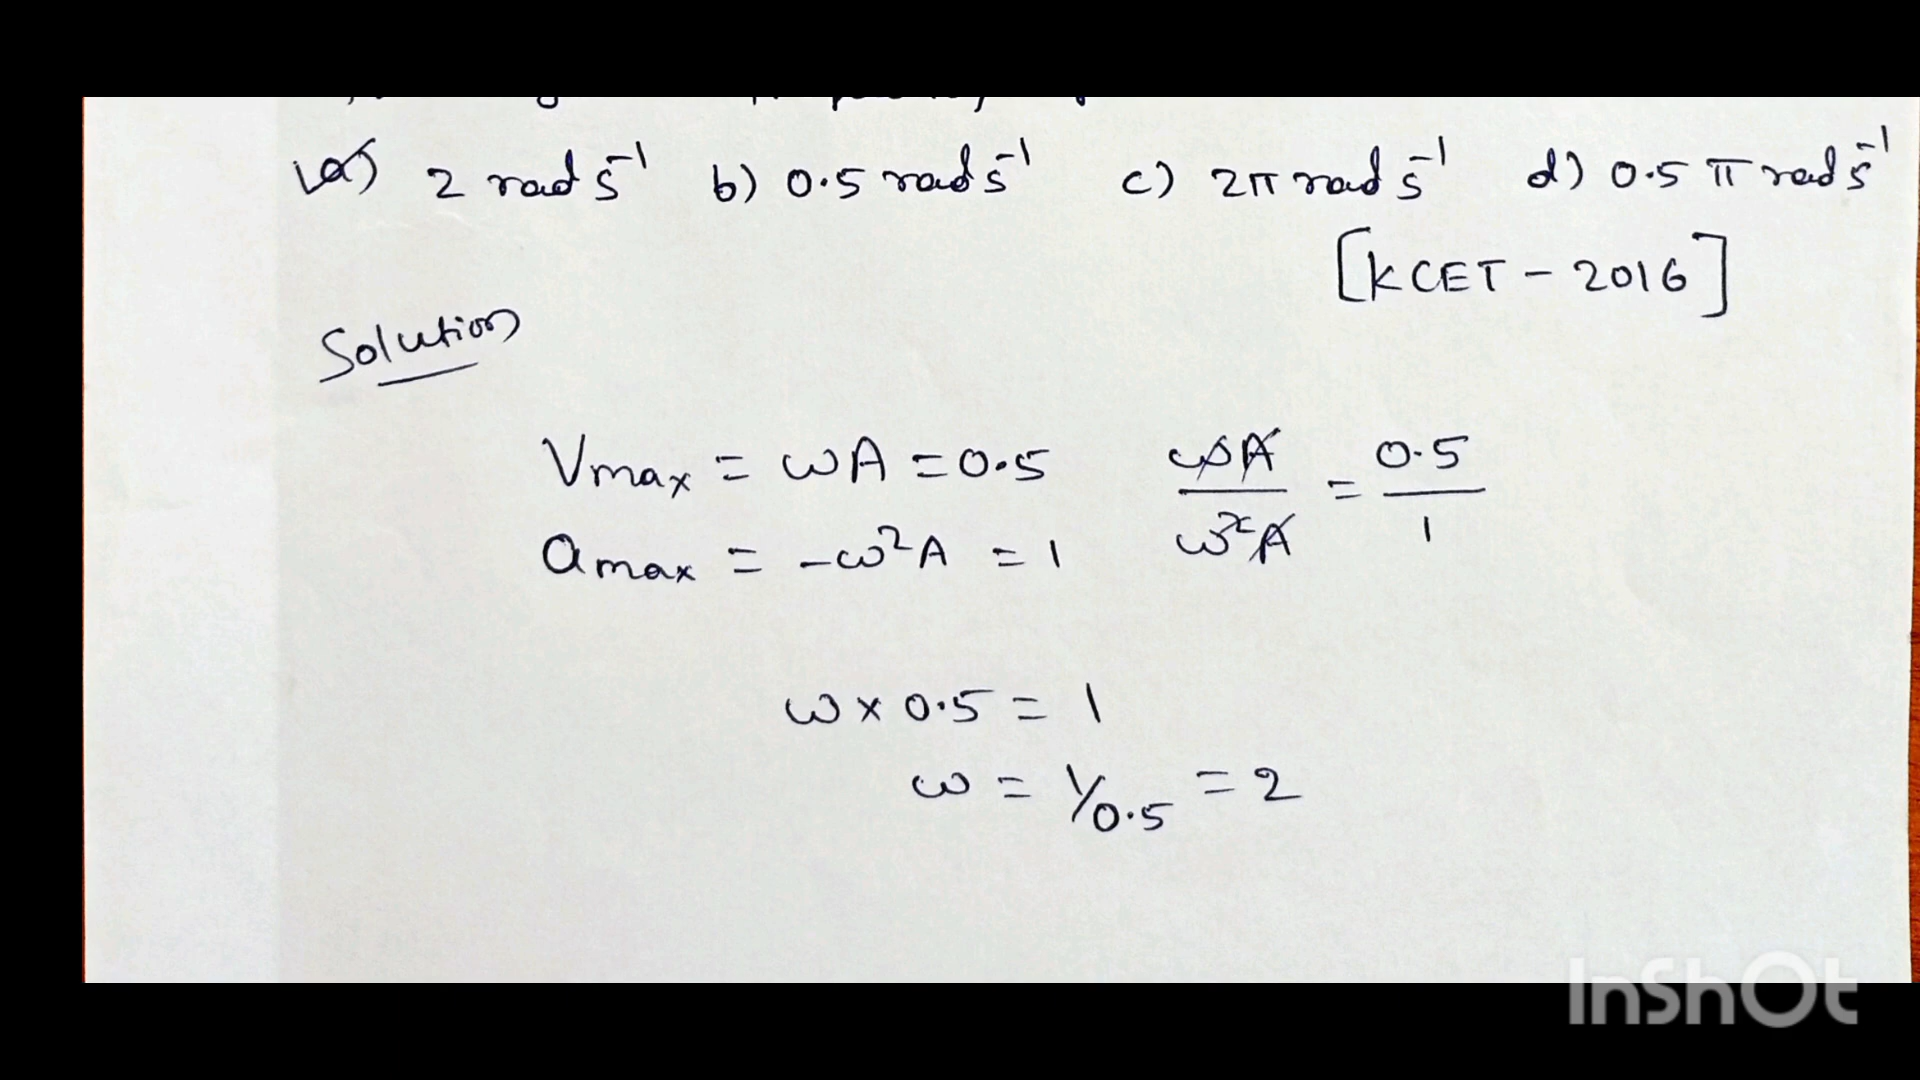 a) 2 rad s⁻¹ b) 0.5 rad s⁻¹ c) 2π rad s⁻¹ d) 0.5 π rad s⁻¹
[KCET - 2016]
Solution
Vmax = ωA = 0.5
ωA/ω²A = 0.5/1
amax = -ω²A = 1
ω × 0.5 = 1
ω = 1/0.5 = 2
InShOt